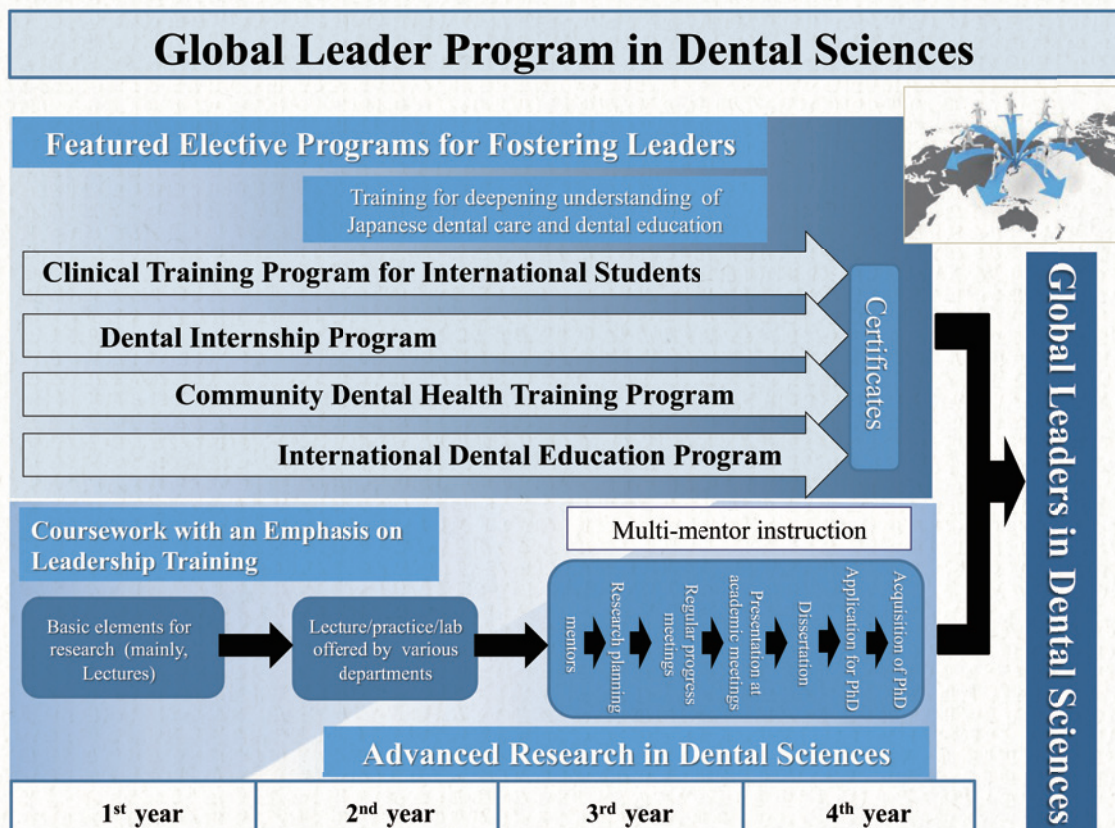 Global Leader Program in Dental Sciences
Featured Elective Programs for Fostering Leaders
Training for deepening understanding of
Japanese dental care and dental education
Clinical Training Program for International Students
Dental Internship Program
Community Dental Health Training Program
International Dental Education Program
Certificates
Global Leaders in Dental Sciences
Coursework with an Emphasis on
Leadership Training
Multi-mentor instruction
Basic elements for
research (mainly,
Lectures)
Lecture/practice/lab
offered by various
departments
mentors
Research planning
Regular progress
meetings
Presentation at
academic meetings
Dissertation
Application for PhD
Acquisition of PhD
Advanced Research in Dental Sciences
1st year
2nd year
3rd year
4th year